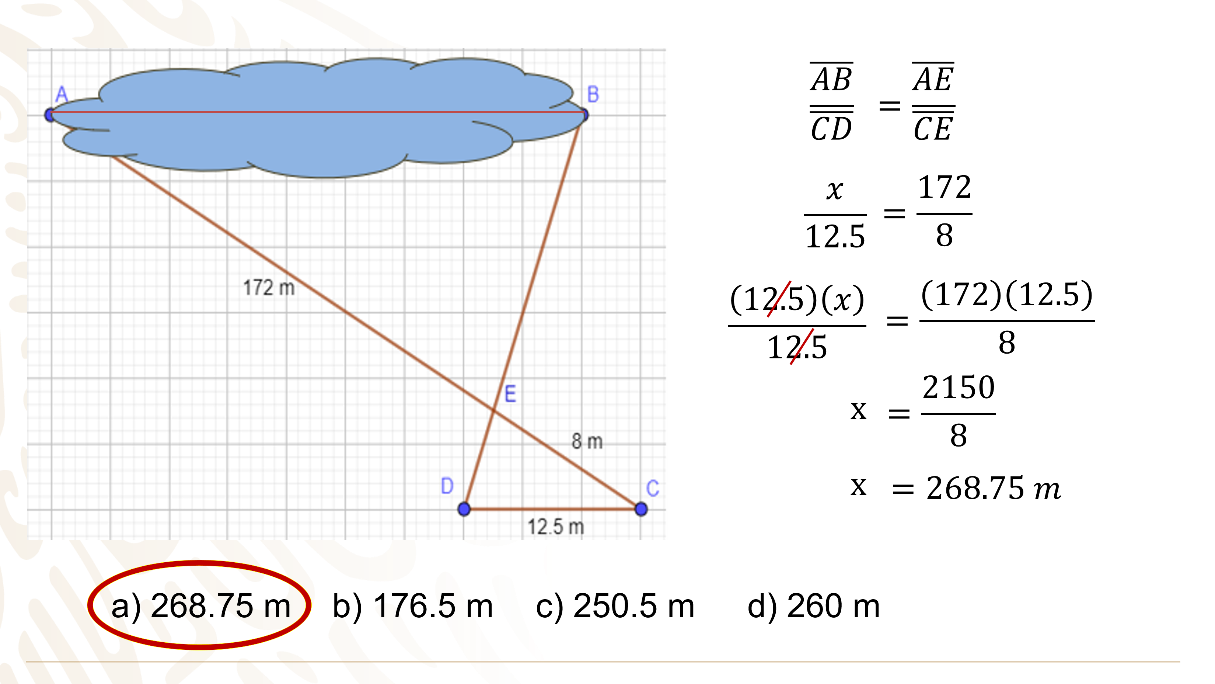 A
B
172 m
E
8 m
D
C
12.5 m
AB/CD = AE/CE
x/12.5 = 172/8
(12.5)(x)/12.5 = (172)(12.5)/8
x = 2150/8
x = 268.75 m
a) 268.75 m b) 176.5 m c) 250.5 m d) 260 m